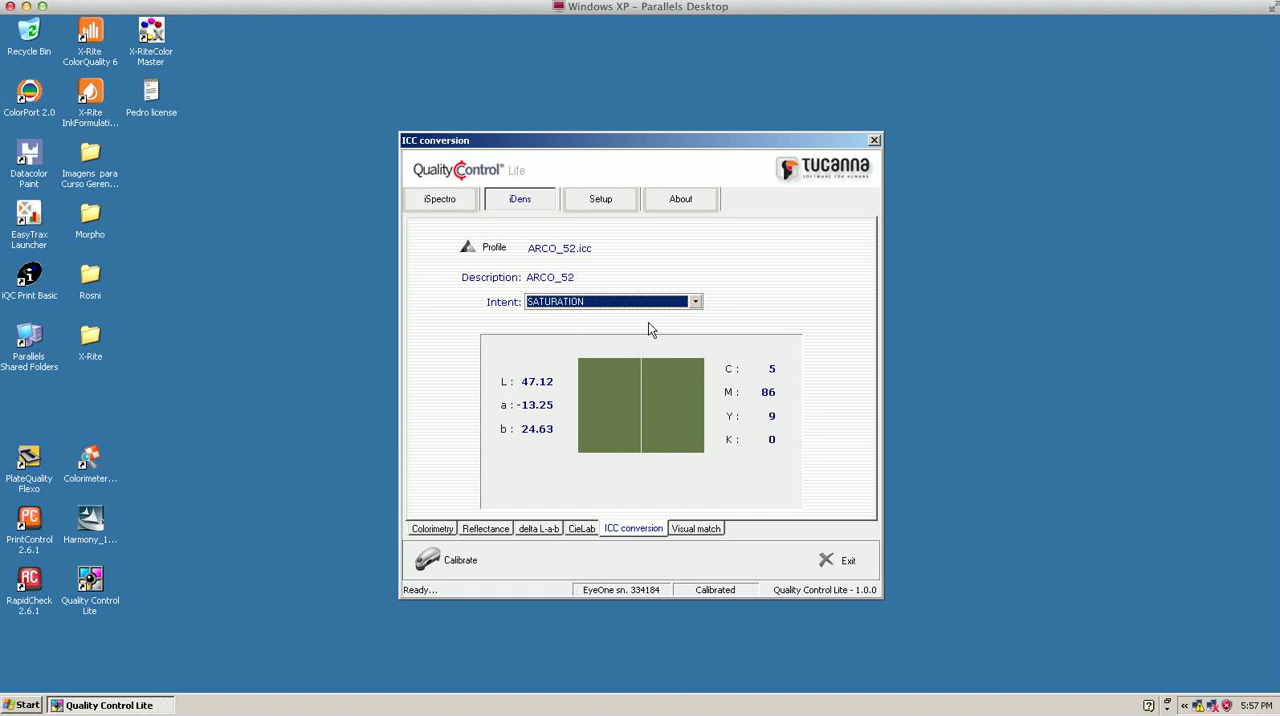 Windows XP - Parallels Desktop
Recycle Bin
X-Rite
ColorQuality 6
X-RiteColor
Master
ColorPort 2.0
X-Rite
InkFormulati...
Pedro license
Datacolor
Paint
Imagens para
Curso Geren...
EasyTrax
Launcher
Morpho
iQC Print Basic
Rosni
Parallels
Shared Folders
X-Rite
PlateQuality
Flexo
Colorimeter...
PrintControl
2.6.1
Harmony_1...
RapidCheck
2.6.1
Quality Control
Lite
ICC conversion
QualityControl® Lite
TUCANNA
SOFTWARE FOR HUMANS
iSpectro
iDens
Setup
About
Profile ARCO_52.icc
Description: ARCO_52
Intent: SATURATION
L : 47.12
a : -13.25
b : 24.63
C : 5
M : 86
Y : 9
K : 0
Colorimetry
Reflectance
delta L-a-b
CieLab
ICC conversion
Visual match
Calibrate
Exit
Ready...
EyeOne sn. 334184
Calibrated
Quality Control Lite - 1.0.0
Start
Quality Control Lite
5:57 PM